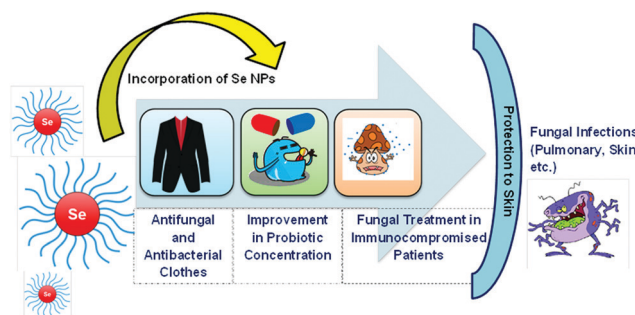 Incorporation of Se NPs
Se
Se
Se
Antifungal
and
Antibacterial
Clothes
Improvement
in Probiotic
Concentration
Fungal Treatment in
Immunocompromised
Patients
Protection to Skin
Fungal Infections
(Pulmonary, Skin
etc.)